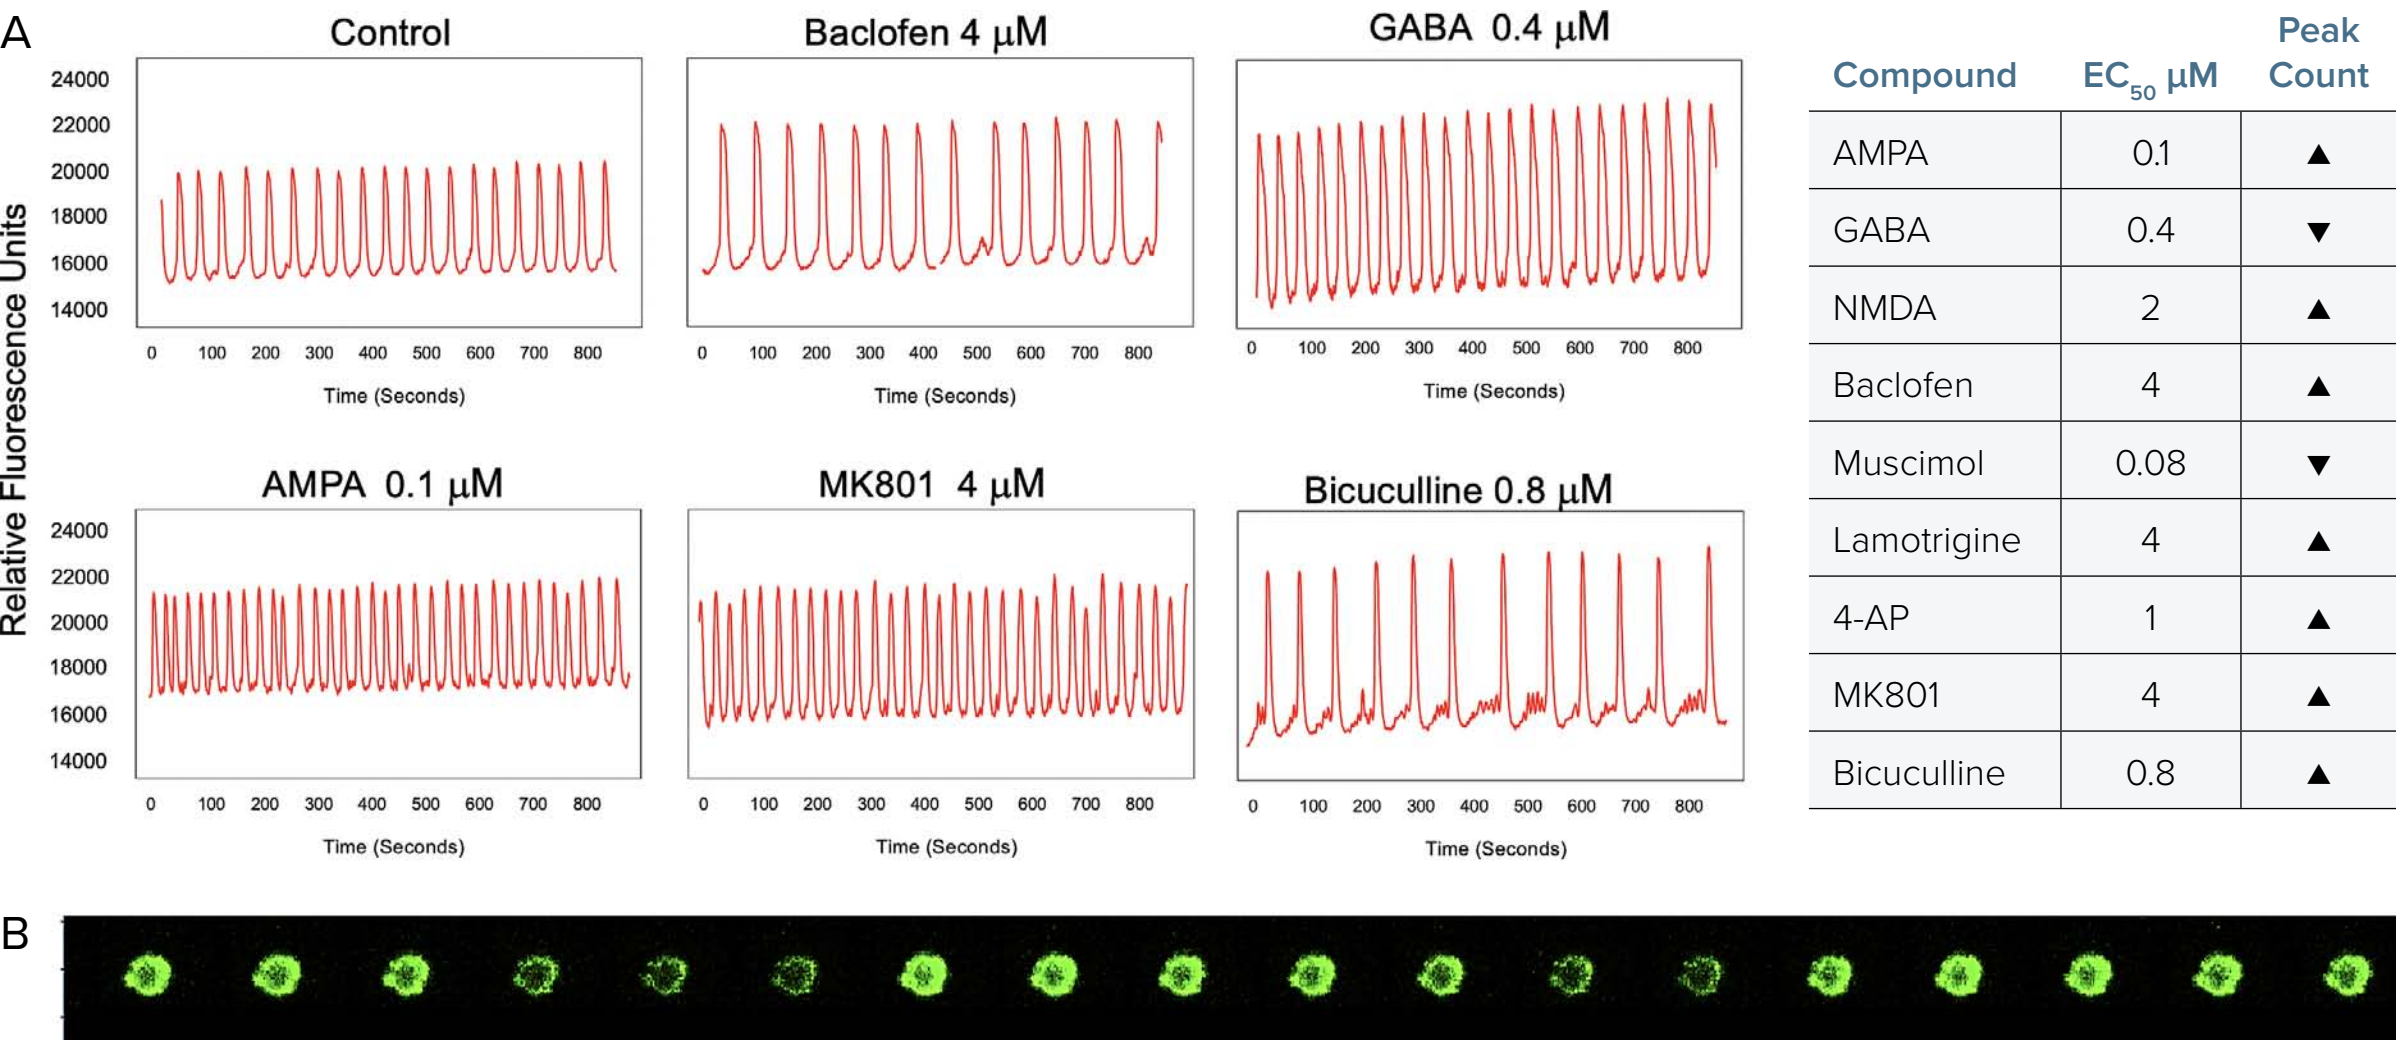 A
Control
Baclofen 4 μM
GABA 0.4 μM
Relative Fluorescence Units
24000
22000
20000
18000
16000
14000
0 100 200 300 400 500 600 700 800
Time (Seconds)
0 100 200 300 400 500 600 700 800
Time (Seconds)
0 100 200 300 400 500 600 700 800
Time (Seconds)
AMPA 0.1 μM
MK801 4 μM
Bicuculline 0.8 μM
24000
22000
20000
18000
16000
14000
0 100 200 300 400 500 600 700 800
Time (Seconds)
0 100 200 300 400 500 600 700 800
Time (Seconds)
0 100 200 300 400 500 600 700 800
Time (Seconds)
Compound EC50 μM Peak Count
AMPA 0.1 ▲
GABA 0.4 ▼
NMDA 2 ▲
Baclofen 4 ▲
Muscimol 0.08 ▼
Lamotrigine 4 ▲
4-AP 1 ▲
MK801 4 ▲
Bicuculline 0.8 ▲
B